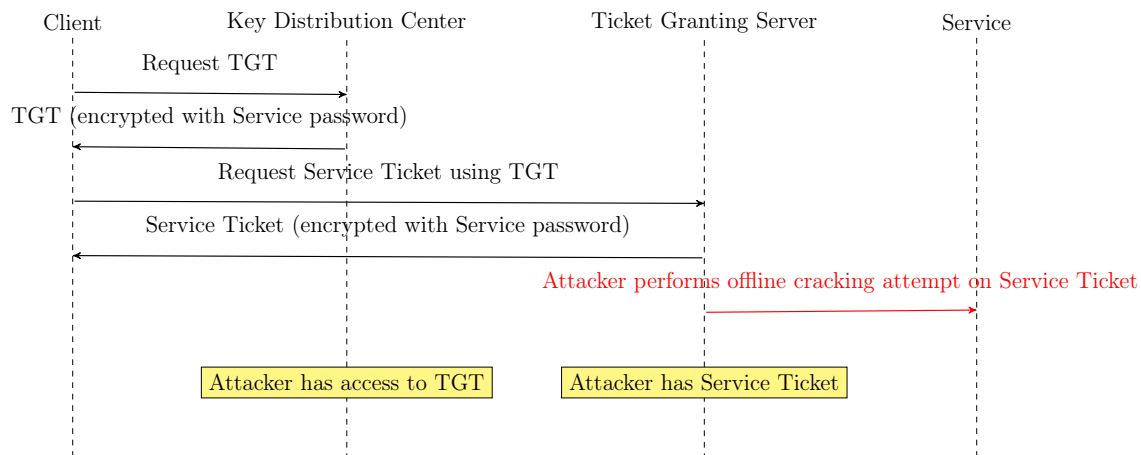 Client
Key Distribution Center
Ticket Granting Server
Service
Request TGT
TGT (encrypted with Service password)
Request Service Ticket using TGT
Service Ticket (encrypted with Service password)
Attacker performs offline cracking attempt on Service Ticket
Attacker has access to TGT
Attacker has Service Ticket